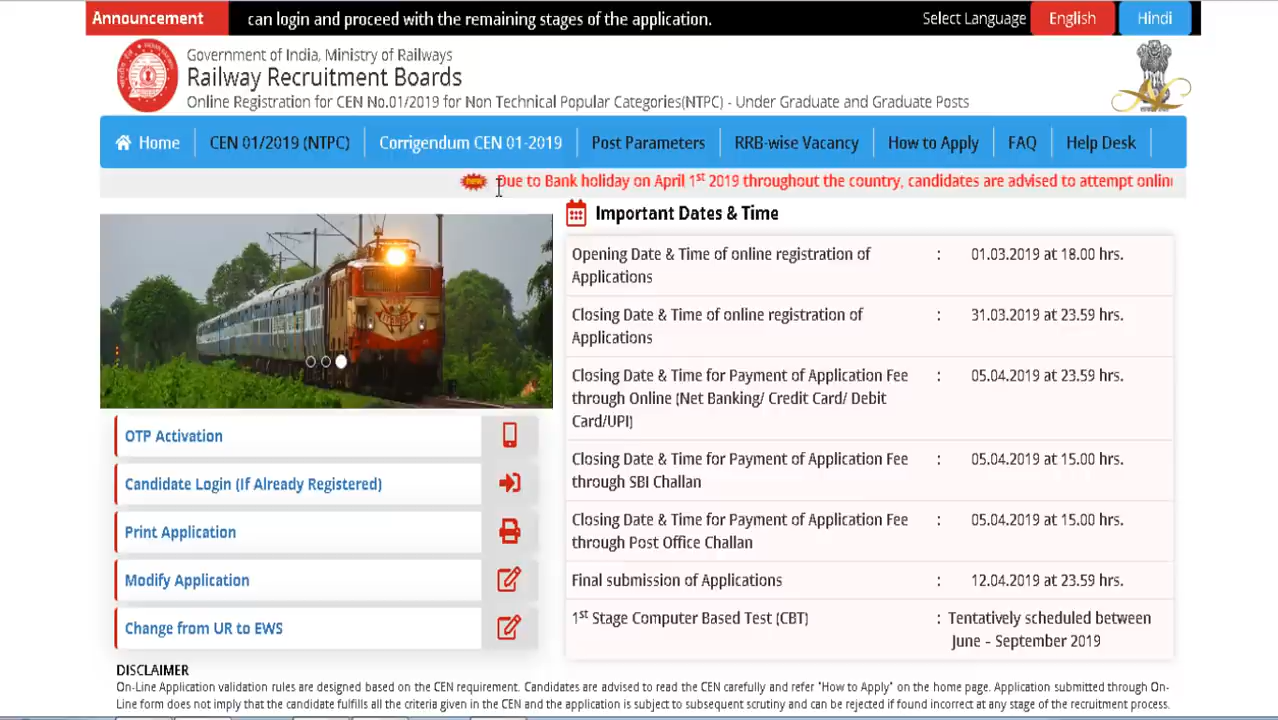 Announcement can login and proceed with the remaining stages of the application. Select Language English Hindi
Government of India, Ministry of Railways
Railway Recruitment Boards
Online Registration for CEN No.01/2019 for Non Technical Popular Categories(NTPC) - Under Graduate and Graduate Posts
Home CEN 01/2019 (NTPC) Corrigendum CEN 01-2019 Post Parameters RRB-wise Vacancy How to Apply FAQ Help Desk
new Due to Bank holiday on April 1st 2019 throughout the country, candidates are advised to attempt onlin
Important Dates & Time
Opening Date & Time of online registration of : 01.03.2019 at 18.00 hrs.
Applications
Closing Date & Time of online registration of : 31.03.2019 at 23.59 hrs.
Applications
Closing Date & Time for Payment of Application Fee : 05.04.2019 at 23.59 hrs.
through Online (Net Banking/ Credit Card/ Debit
Card/UPI)
Closing Date & Time for Payment of Application Fee : 05.04.2019 at 15.00 hrs.
through SBI Challan
Closing Date & Time for Payment of Application Fee : 05.04.2019 at 15.00 hrs.
through Post Office Challan
Final submission of Applications : 12.04.2019 at 23.59 hrs.
1st Stage Computer Based Test (CBT) : Tentatively scheduled between
June - September 2019
OTP Activation
Candidate Login (If Already Registered)
Print Application
Modify Application
Change from UR to EWS
DISCLAIMER
On-Line Application validation rules are designed based on the CEN requirement. Candidates are advised to read the CEN carefully and refer "How to Apply" on the home page. Application submitted through On-
Line form does not imply that the candidate fulfills all the criteria given in the CEN and the application is subject to subsequent scrutiny and can be rejected if found incorrect at any stage of the recruitment process.